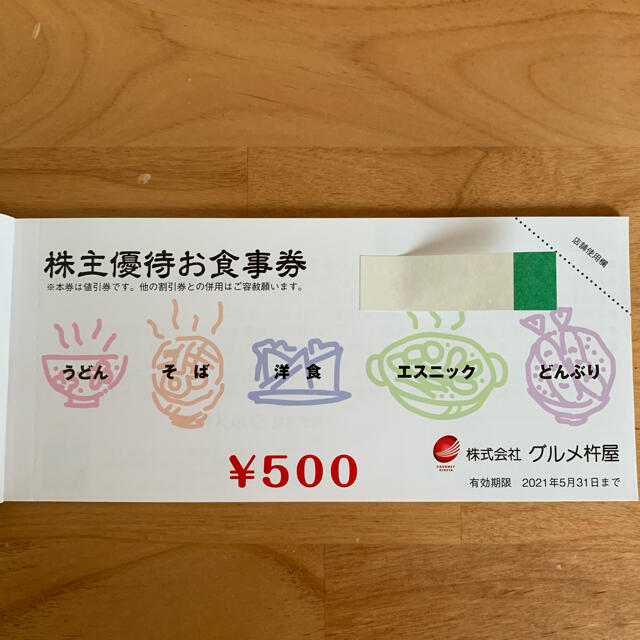 株主優待お食事券
※本券は値引券です。他の割引券との併用はご容赦願います。
店舗使用欄
うどん
そば
洋食
エスニック
どんぶり
¥500
GOURMET
KINEYA
株式会社 グルメ杵屋
有効期限 2021年5月31日まで